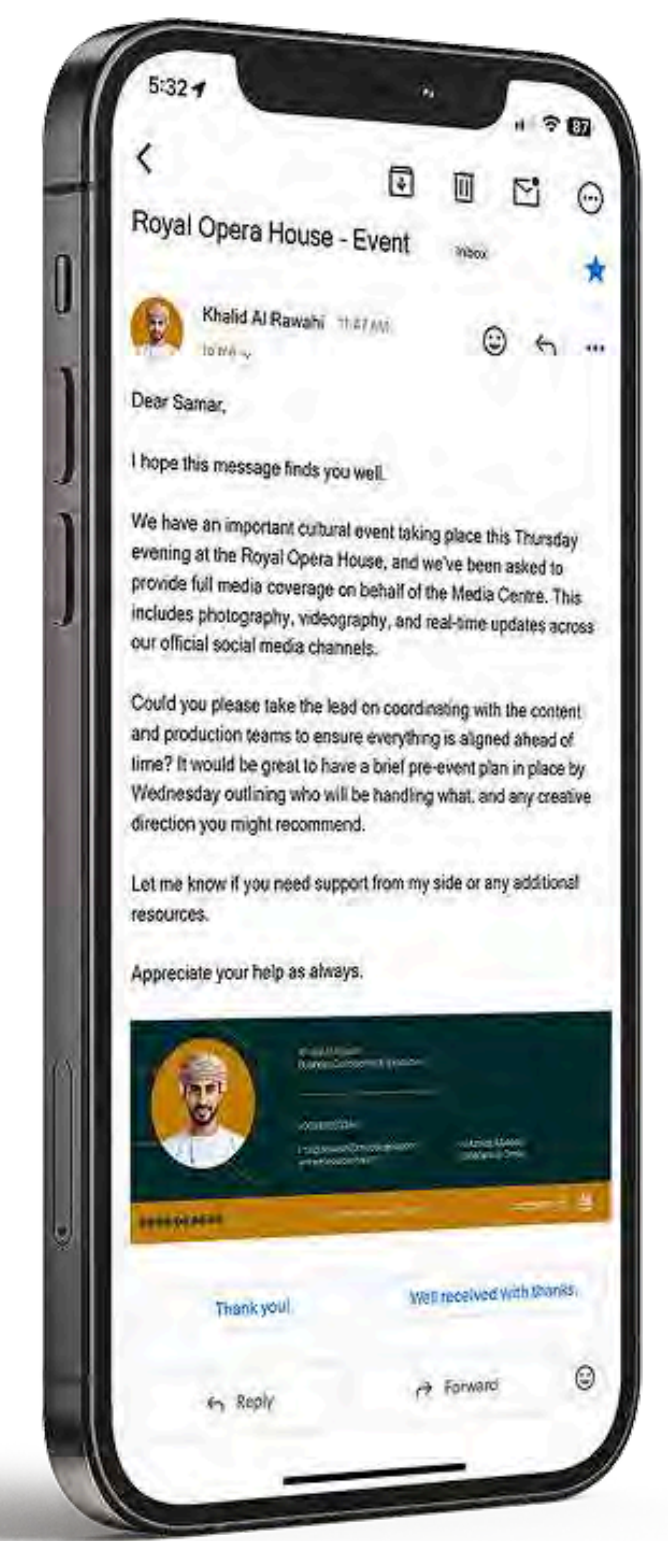 5:32
87
Royal Opera House - Event Inbox
Khalid Al Rawahi 11:47 AM
to me
Dear Samar,
I hope this message finds you well.
We have an important cultural event taking place this Thursday
evening at the Royal Opera House, and we've been asked to
provide full media coverage on behalf of the Media Centre. This
includes photography, videography, and real-time updates across
our official social media channels.
Could you please take the lead on coordinating with the content
and production teams to ensure everything is aligned ahead of
time? It would be great to have a brief pre-event plan in place by
Wednesday outlining who will be handling what, and any creative
direction you might recommend.
Let me know if you need support from my side or any additional
resources.
Appreciate your help as always.
Thank you!
Well received with thanks.
Reply
Forward